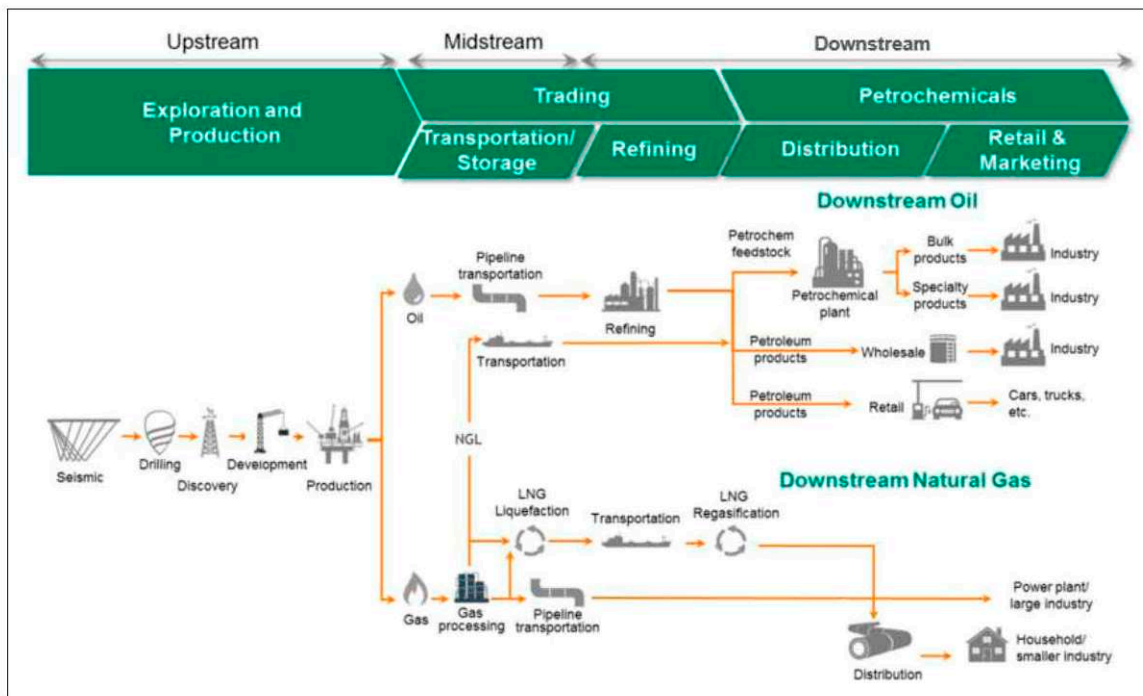 Upstream
Midstream
Downstream
Exploration and
Production
Trading
Petrochemicals
Transportation/
Storage
Refining
Distribution
Retail &
Marketing
Downstream Oil
Pipeline
transportation
Oil
Refining
Petrochem
feedstock
Petrochemical
plant
Bulk
products
Industry
Specialty
products
Industry
Transportation
Petroleum
products
Wholesale
Industry
Petroleum
products
Retail
Cars, trucks,
etc.
Seismic
Drilling
Discovery
Development
Production
NGL
Downstream Natural Gas
LNG
Liquefaction
Transportation
LNG
Regasification
Gas
Gas
processing
Pipeline
transportation
Power plant/
large industry
Distribution
Household/
smaller industry